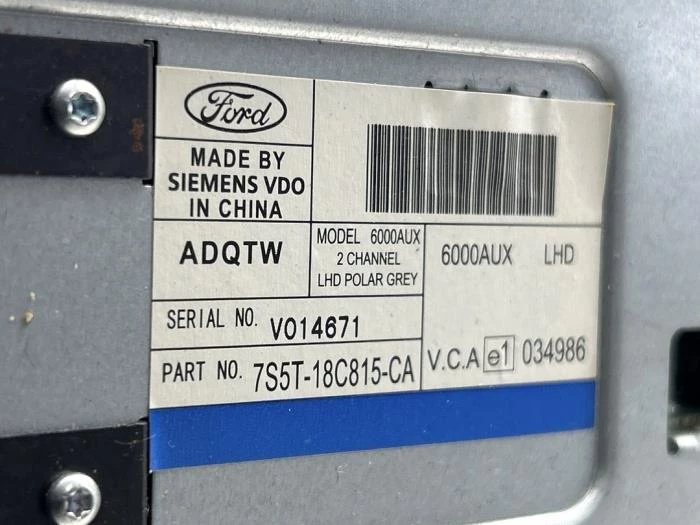 Ford
MADE BY
SIEMENS VDO
IN CHINA
ADQTW
MODEL 6000AUX
2 CHANNEL
LHD POLAR GREY
6000AUX LHD
SERIAL NO. V014671
PART NO. 7S5T-18C815-CA
V.C.A e1 034986